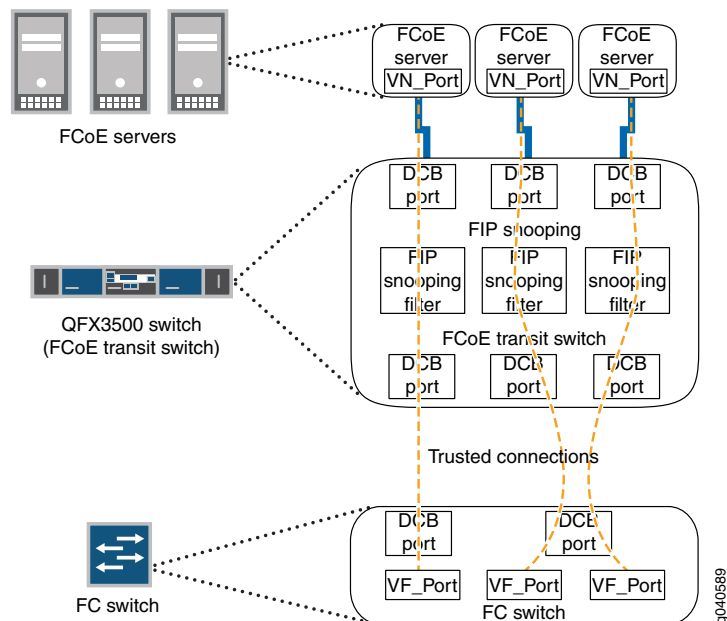 FCoE
server
VN_Port
FCoE
server
VN_Port
FCoE
server
VN_Port
FCoE servers
DCB
port
DCB
port
DCB
port
FIP snooping
FIP
snooping
filter
FIP
snooping
filter
FIP
snooping
filter
QFX3500 switch
(FCoE transit switch)
FCoE transit switch
DCB
port
DCB
port
DCB
port
Trusted connections
DCB
port
DCB
port
VF_Port
VF_Port
VF_Port
FC switch
FC switch
g040589